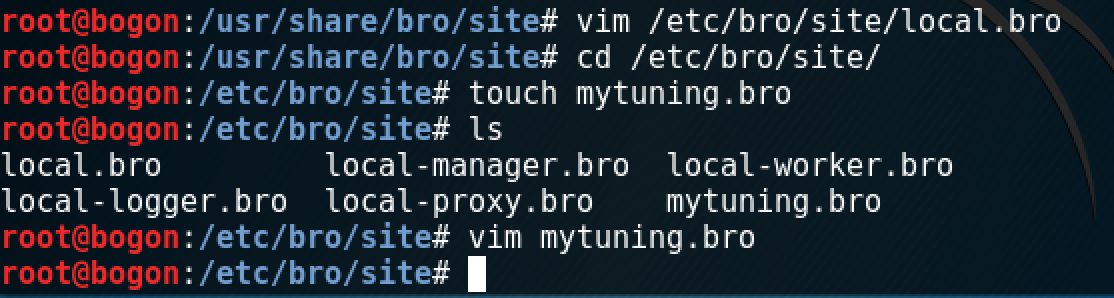 root@bogon:/usr/share/bro/site# vim /etc/bro/site/local.bro
root@bogon:/usr/share/bro/site# cd /etc/bro/site/
root@bogon:/etc/bro/site# touch mytuning.bro
root@bogon:/etc/bro/site# ls
local.bro         local-manager.bro  local-worker.bro
local-logger.bro  local-proxy.bro    mytuning.bro
root@bogon:/etc/bro/site# vim mytuning.bro
root@bogon:/etc/bro/site#